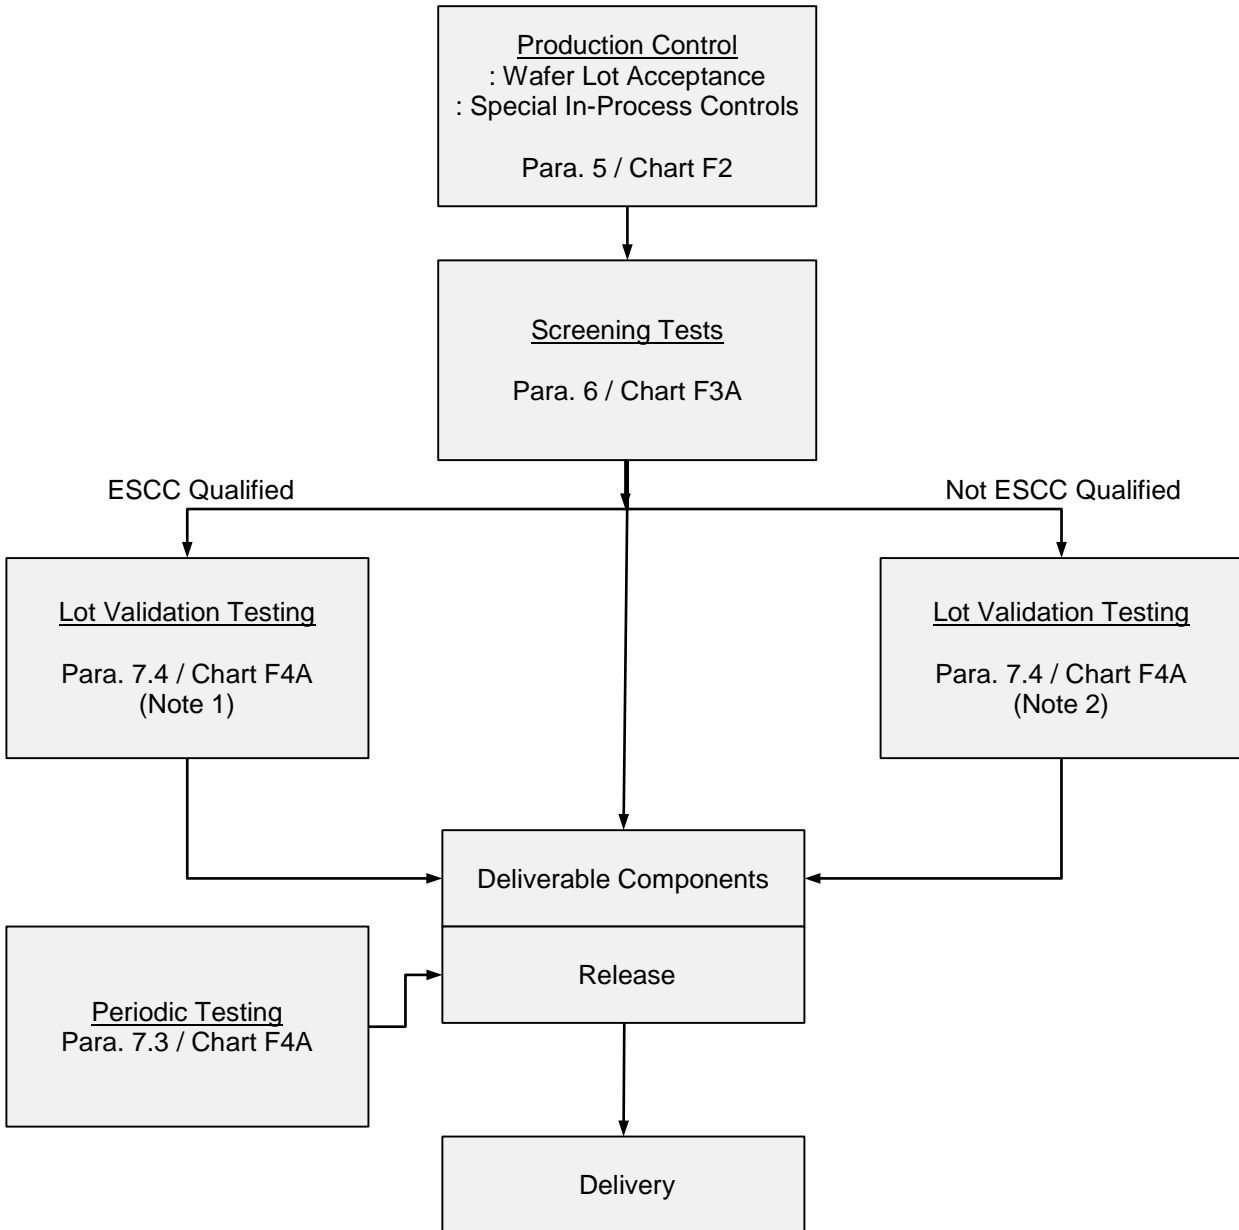 Production Control
: Wafer Lot Acceptance
: Special In-Process Controls
Para. 5 / Chart F2
Screening Tests
Para. 6 / Chart F3A
ESCC Qualified
Not ESCC Qualified
Lot Validation Testing
Para. 7.4 / Chart F4A
(Note 1)
Lot Validation Testing
Para. 7.4 / Chart F4A
(Note 2)
Deliverable Components
Release
Periodic Testing
Para. 7.3 / Chart F4A
Delivery